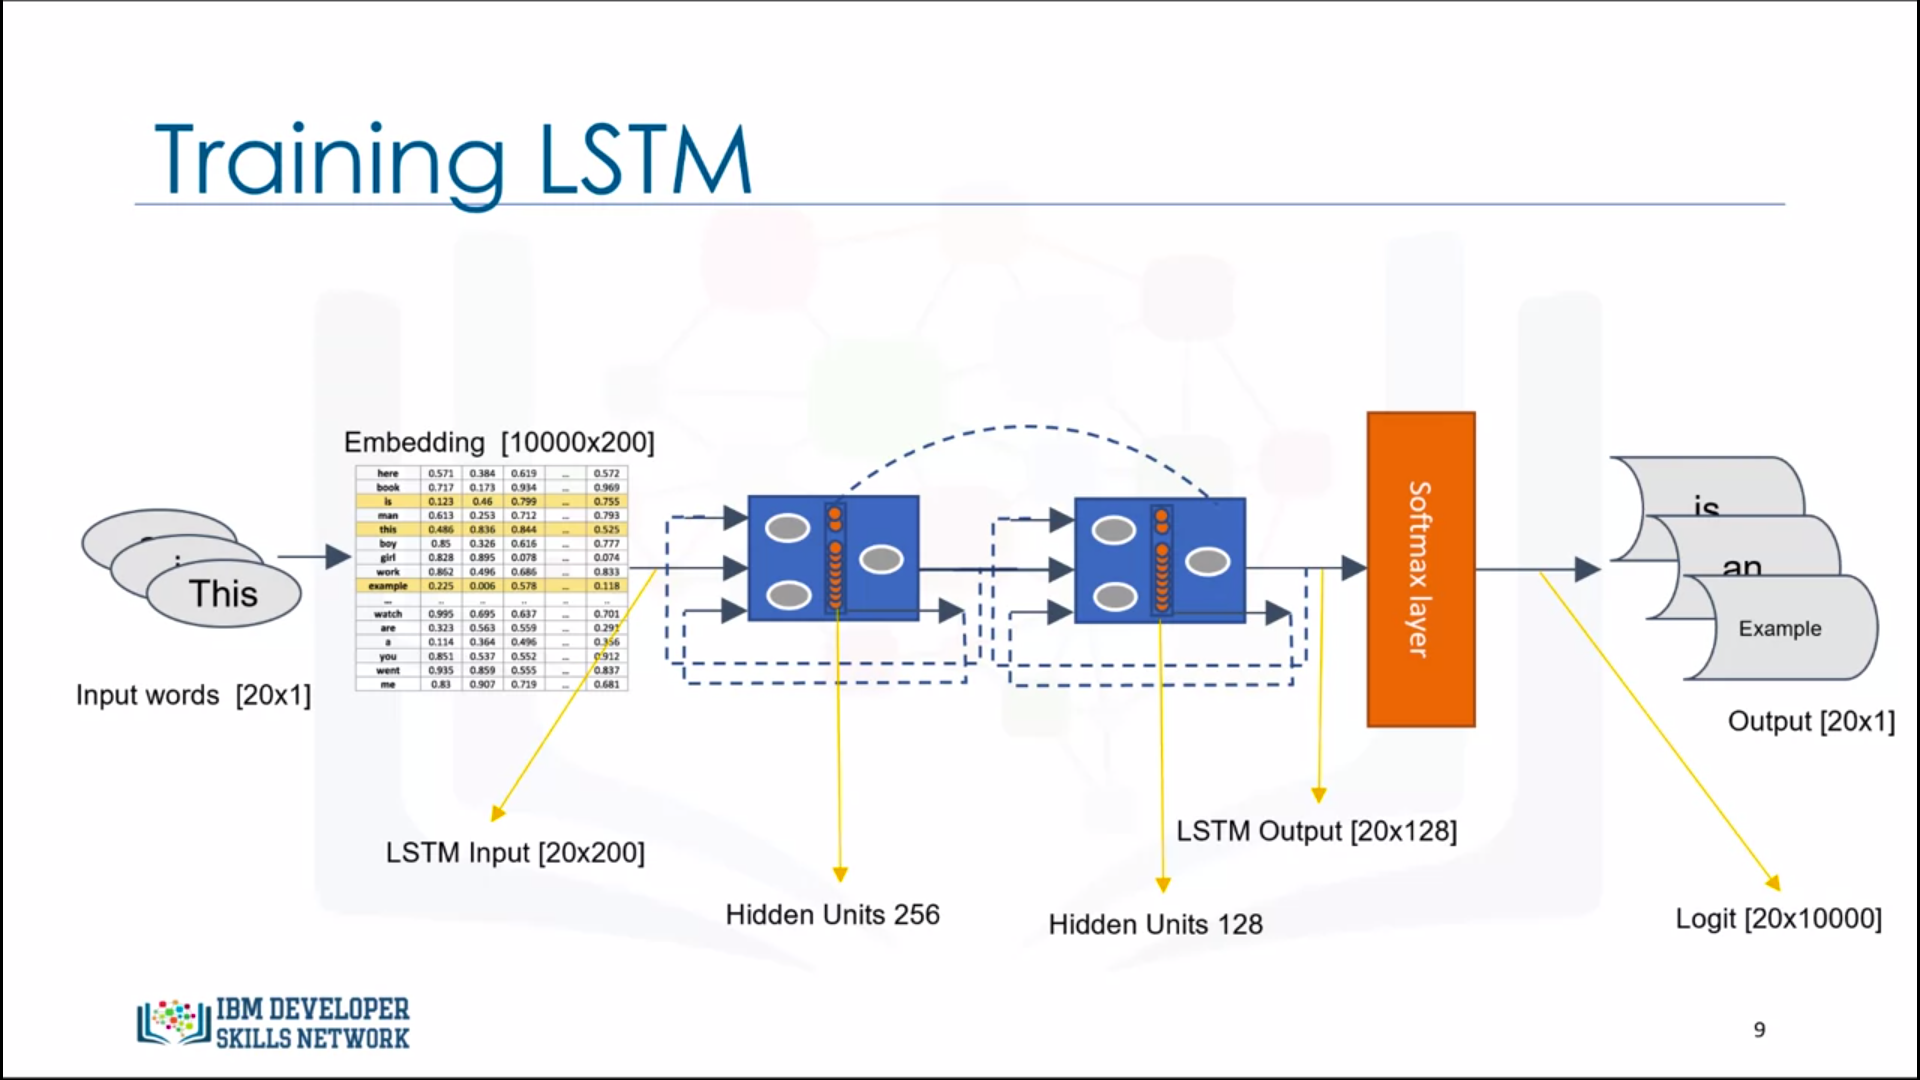 Training LSTM
Embedding [10000x200]
here 0.571 0.384 0.619 ... 0.572
book 0.717 0.173 0.934 ... 0.969
is 0.123 0.46 0.799 ... 0.755
man 0.613 0.253 0.712 ... 0.793
this 0.486 0.836 0.844 ... 0.525
boy 0.85 0.326 0.616 ... 0.777
girl 0.828 0.895 0.078 ... 0.074
work 0.862 0.496 0.686 ... 0.833
example 0.225 0.006 0.578 ... 0.118
... .. .. .. ... ..
watch 0.995 0.695 0.637 ... 0.701
are 0.323 0.563 0.559 ... 0.291
a 0.114 0.364 0.496 ...
you 0.851 0.537 0.552 ... 0.912
went 0.935 0.859 0.555 ... 0.837
me 0.83 0.907 0.719 ... 0.681
This
Input words [20x1]
Softmax layer
is
an
Example
Output [20x1]
LSTM Input [20x200]
Hidden Units 256
Hidden Units 128
LSTM Output [20x128]
Logit [20x10000]
IBM DEVELOPER
SKILLS NETWORK
9